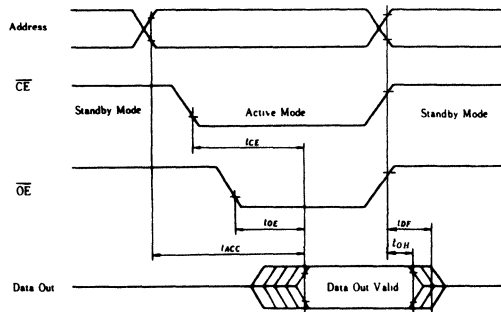 Address
CE
Standby Mode
Active Mode
Standby Mode
tCE
OE
tOE
tDF
tACC
tOH
Data Out
Data Out Valid